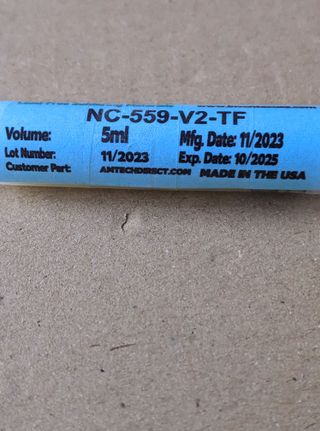 NC-559-V2-TF
Volume: 5ml Mfg. Date: 11/2023
Lot Number: 11/2023 Exp. Date: 10/2025
Customer Part: AMTECHDIRECT.COM MADE IN THE USA